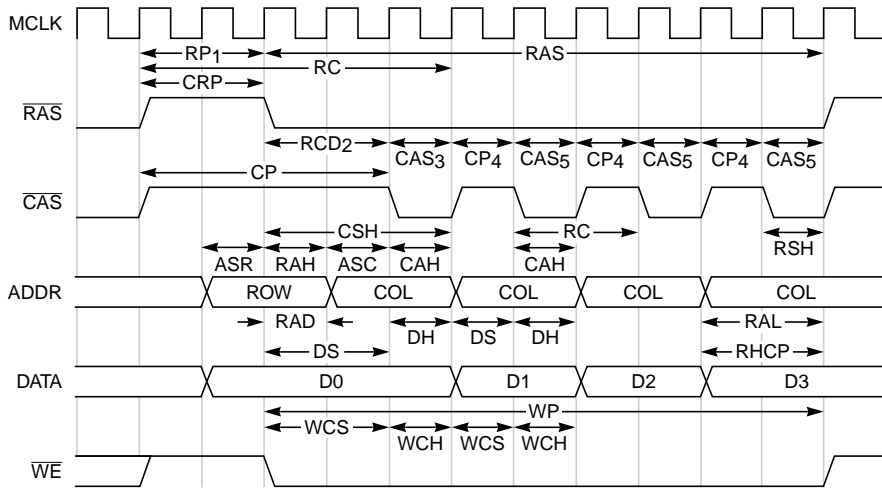 MCLK
RP1 RAS
RC
CRP
RAS
RCD2 CAS3 CP4 CAS5 CP4 CAS5 CP4 CAS5
CP
CAS
CSH RC
ASR RAH ASC CAH CAH RSH
ADDR ROW COL COL COL COL
RAD DH DS DH RAL
DS RHCP
DATA D0 D1 D2 D3
WP
WCS WCH WCS WCH
WE